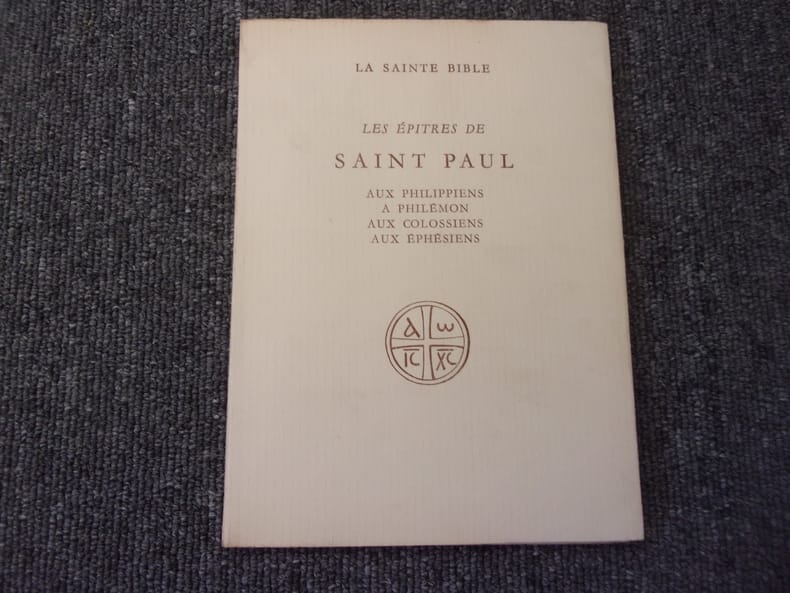 LA SAINTE BIBLE
LES ÉPITRES DE
SAINT PAUL
AUX PHILIPPIENS
A PHILÉMON
AUX COLOSSIENS
AUX ÉPHÉSIENS
Α ω
IC XC